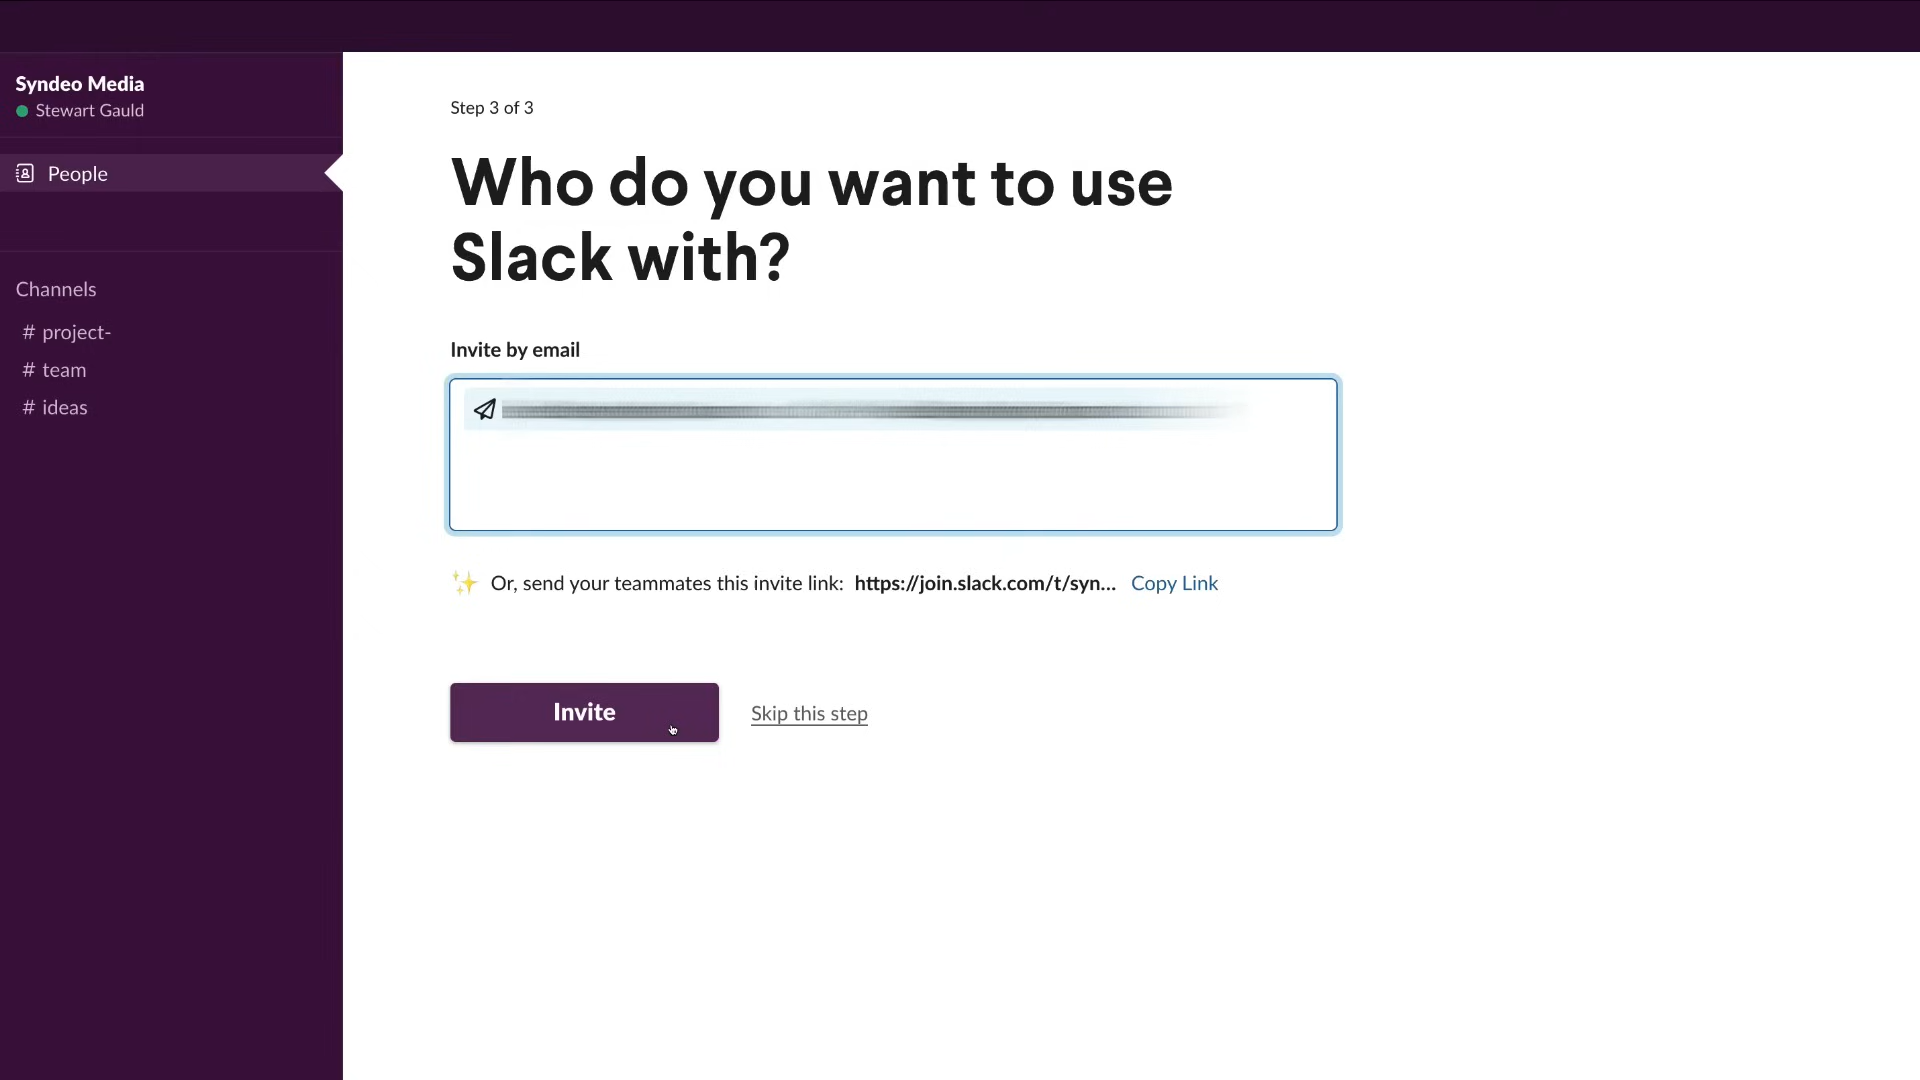 Syndeo Media
Stewart Gauld
People
Channels
# project-
# team
# ideas
Step 3 of 3
Who do you want to use
Slack with?
Invite by email
Or, send your teammates this invite link: https://join.slack.com/t/syn... Copy Link
Invite
Skip this step